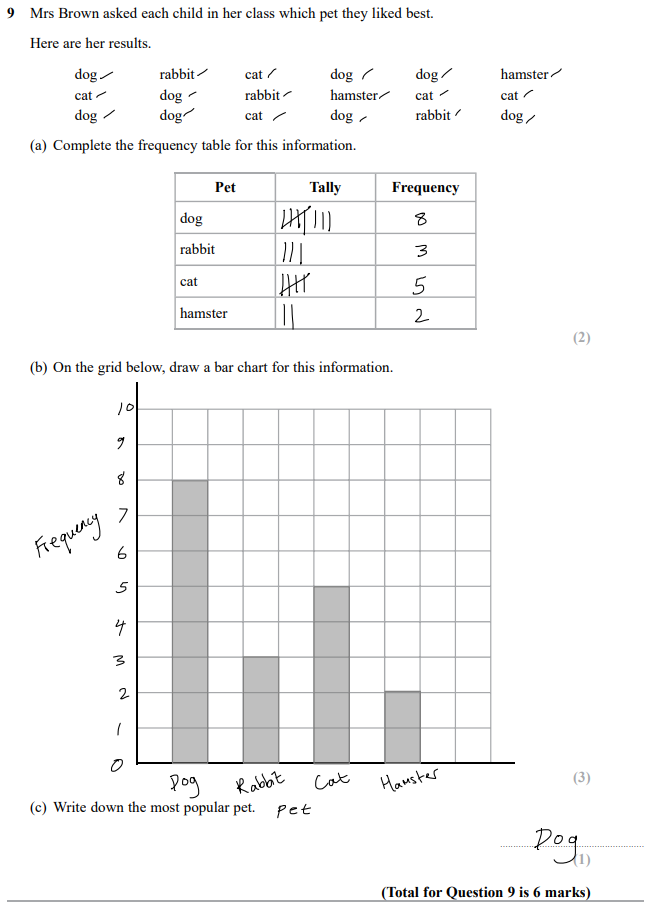 9 Mrs Brown asked each child in her class which pet they liked best.
Here are her results.
dog rabbit cat dog dog hamster
cat dog rabbit hamster cat cat
dog dog cat dog rabbit dog
(a) Complete the frequency table for this information.
Pet Tally Frequency
dog 8
rabbit 3
cat 5
hamster 2
(2)
(b) On the grid below, draw a bar chart for this information.
10
9
8
7
Frequency
6
5
4
3
2
1
0
Dog Rabbit Cat Hamster
(3)
(c) Write down the most popular pet.
Pet
Dog
(1)
(Total for Question 9 is 6 marks)